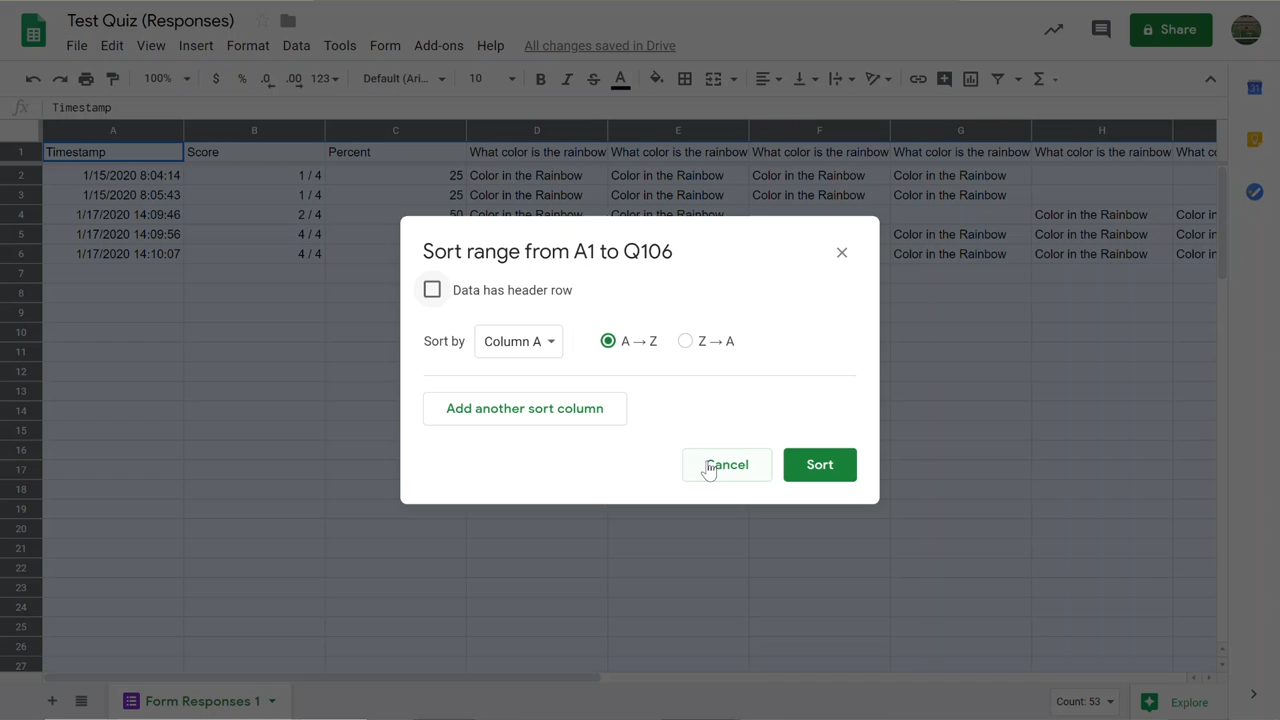 Test Quiz (Responses)
File Edit View Insert Format Data Tools Form Add-ons Help All changes saved in Drive
Share
100% $ % .0 .00 123 Default (Ari... 10
fx Timestamp
A B C D E F G H
1 Timestamp Score Percent What color is the rainbow What color is the rainbow What color is the rainbow What color is the rainbow What color is the rainbow What co
2 1/15/2020 8:04:14 1 / 4 25 Color in the Rainbow Color in the Rainbow Color in the Rainbow Color in the Rainbow
3 1/15/2020 8:05:43 1 / 4 25 Color in the Rainbow Color in the Rainbow Color in the Rainbow Color in the Rainbow
4 1/17/2020 14:09:46 2 / 4 50 Color in the Rainbow Color in the Rainbow Color in the Rainbow Color in
5 1/17/2020 14:09:56 4 / 4 Color in the Rainbow Color in the Rainbow Color in
6 1/17/2020 14:10:07 4 / 4 Color in the Rainbow Color in the Rainbow Color in
7
8
9
10
11
12
13
14
15
16
17
18
19
20
21
22
23
24
25
26
27
Sort range from A1 to Q106
Data has header row
Sort by Column A A → Z Z → A
Add another sort column
Cancel Sort
Form Responses 1 Count: 53 Explore
31